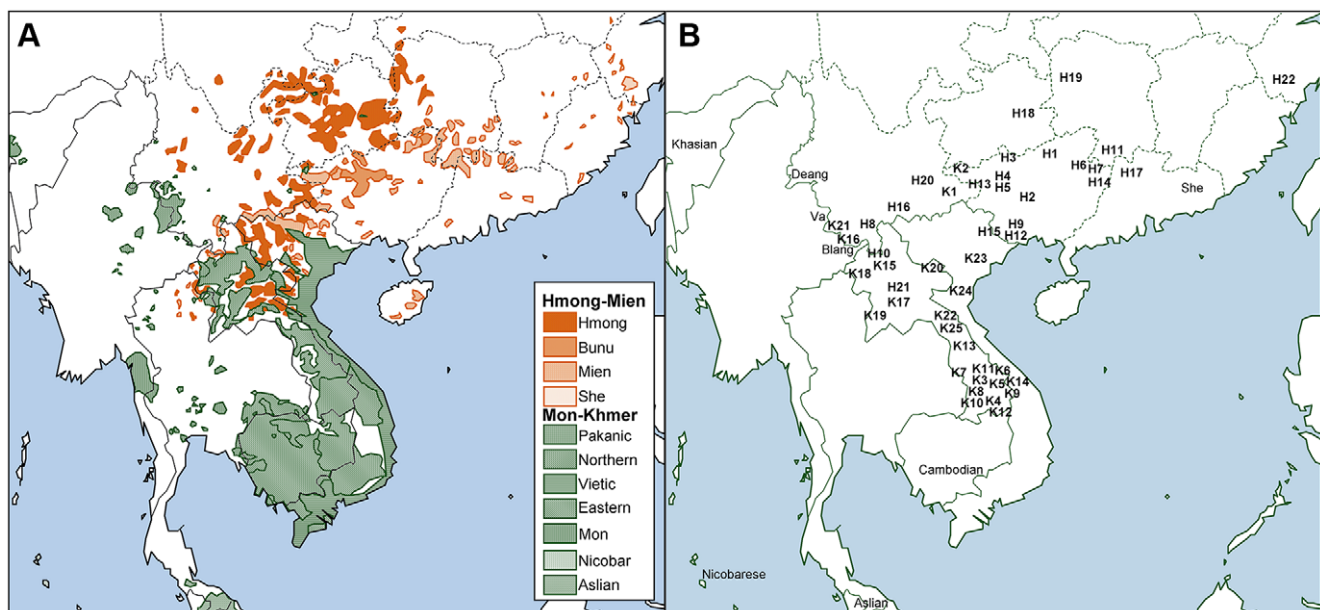 A
Hmong-Mien
Hmong
Bunu
Mien
She
Mon-Khmer
Pakanic
Northern
Vietic
Eastern
Mon
Nicobar
Aslian
B
H19
H22
H18
Khasian
H1
H11
H3
H6
H7
H17
K2
H4
Deang
H20
H13
H5
H14
She
K1
H2
H16
Va
K21
H8
H9
H15
H12
K16
Blang
H10
K23
K15
K18
K20
H21
K24
K17
K19
K22
K25
K13
K7
K11
K6
K3
K5
K14
K8
K9
K10
K4
K12
Cambodian
Nicobarese
Aslian